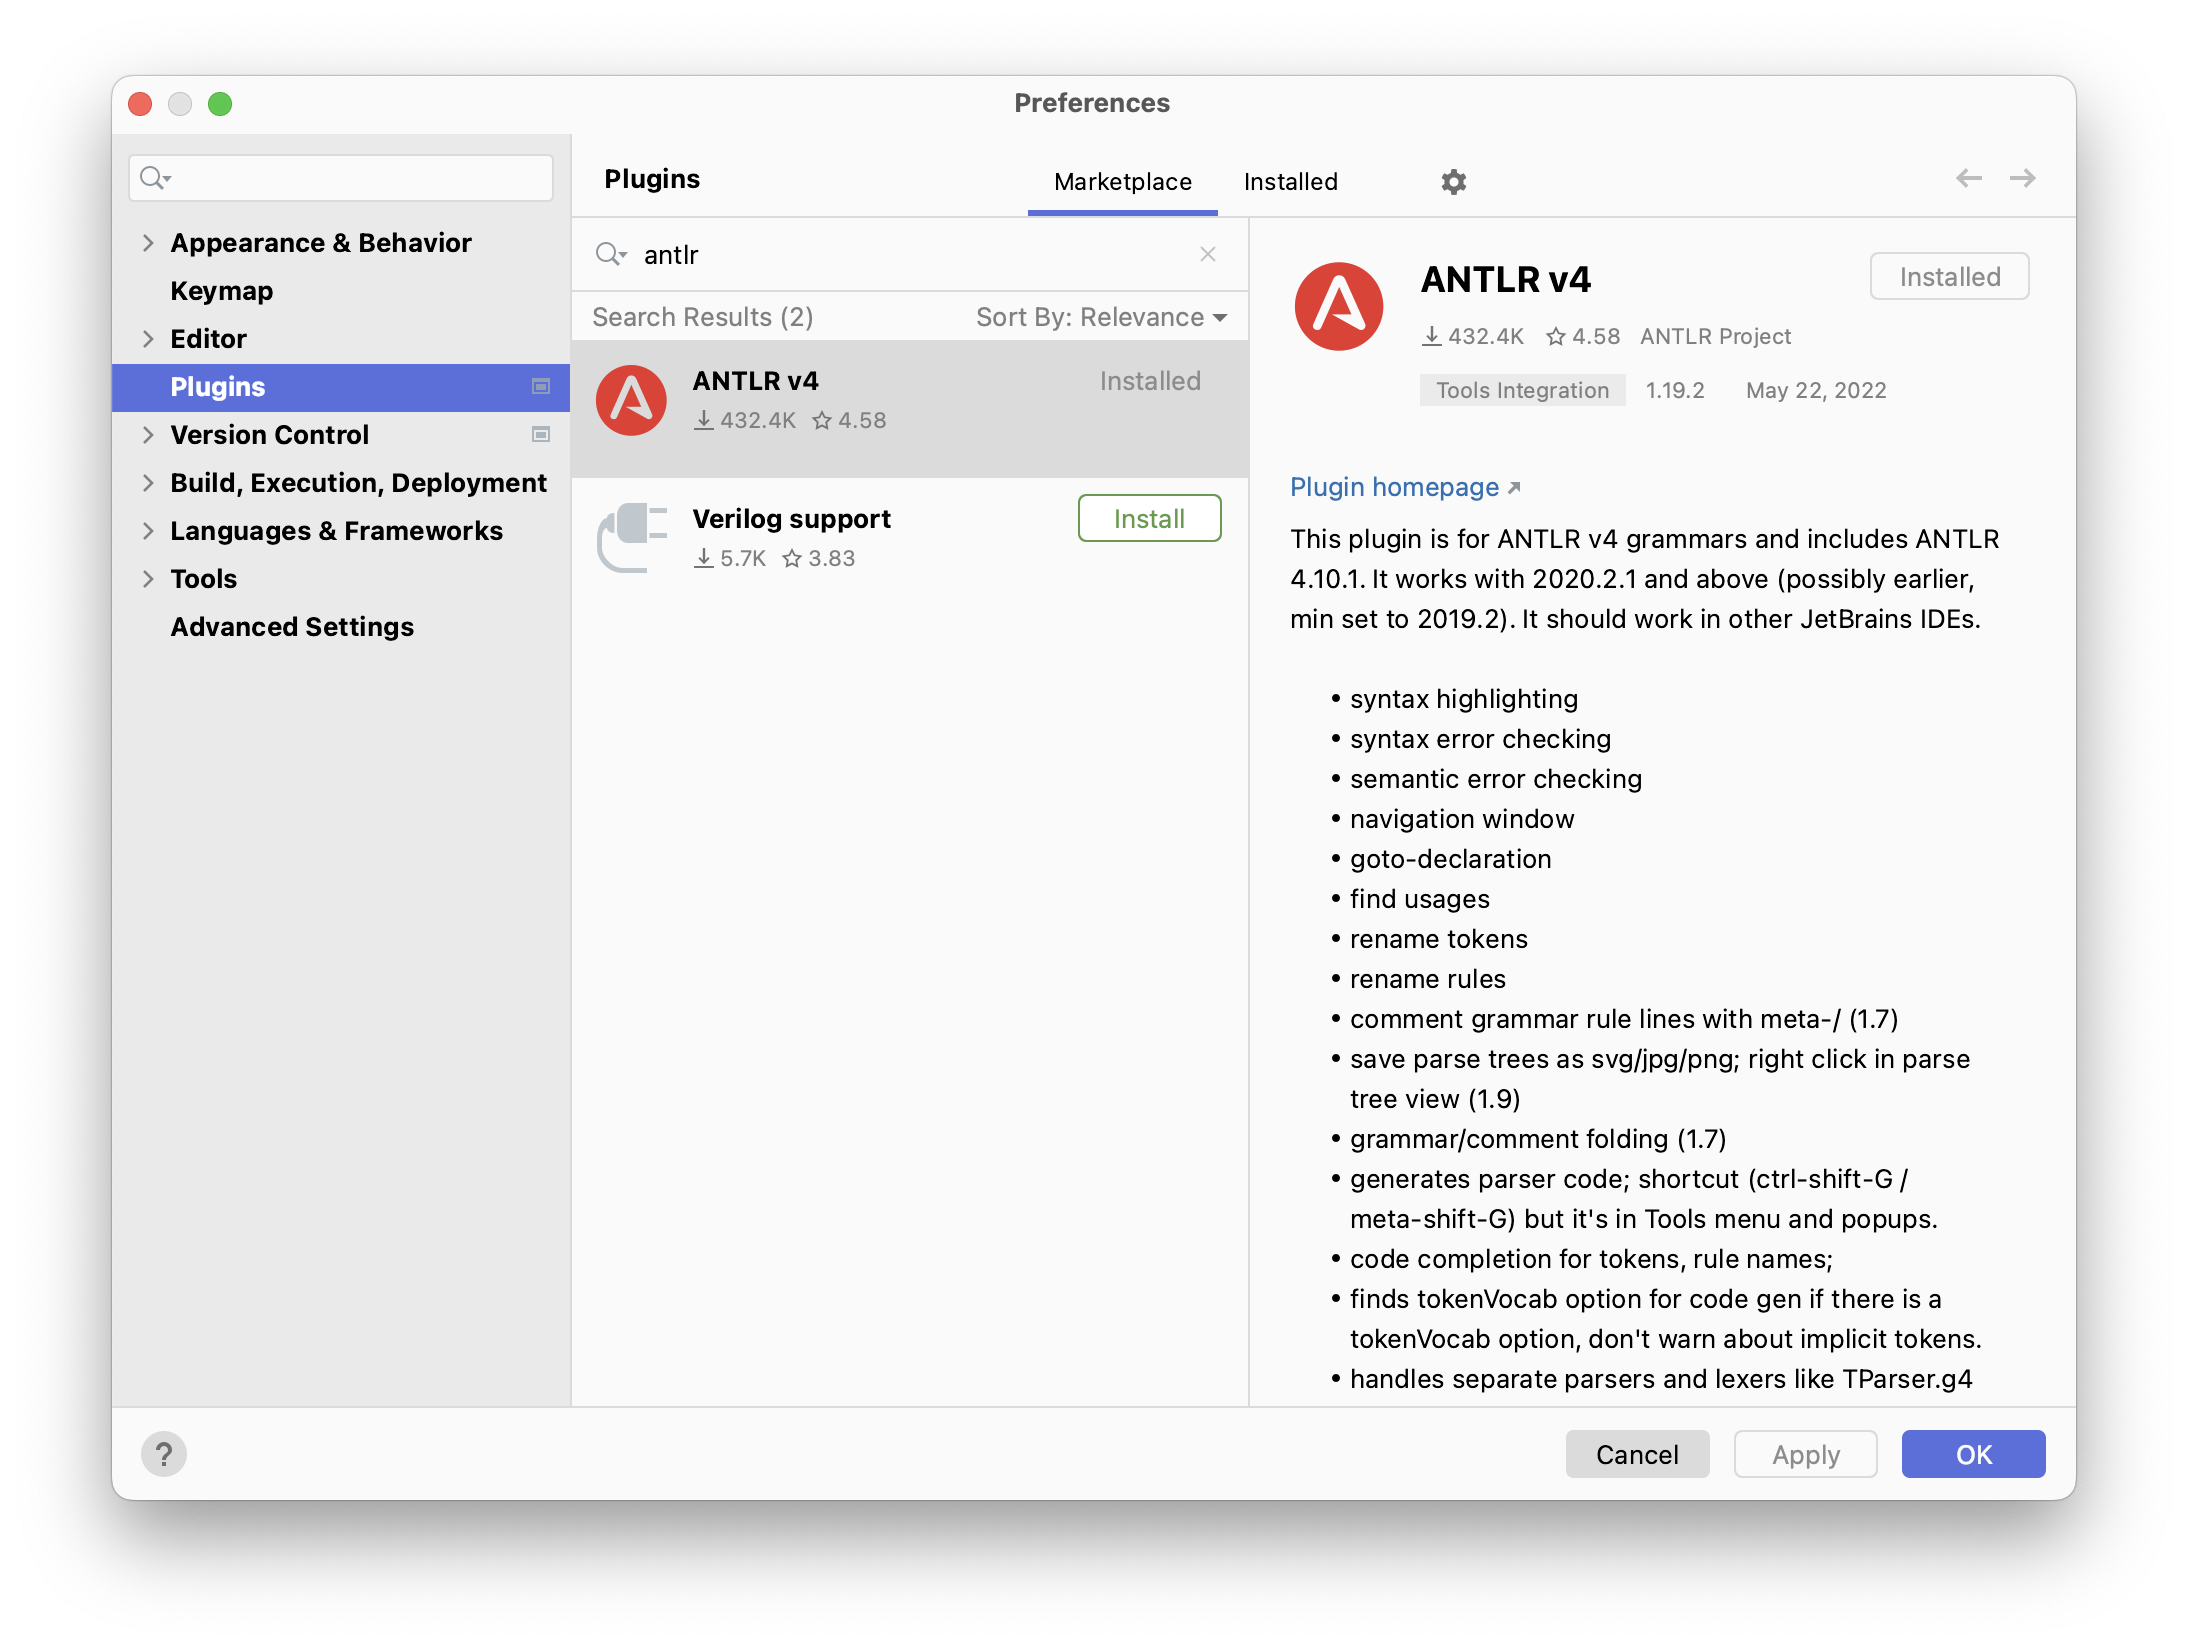 Preferences
Appearance & Behavior
Keymap
Editor
Plugins
Version Control
Build, Execution, Deployment
Languages & Frameworks
Tools
Advanced Settings
Plugins
Marketplace
Installed
antlr
Search Results (2)
Sort By: Relevance
ANTLR v4
Installed
432.4K 4.58
Verilog support
Install
5.7K 3.83
ANTLR v4
Installed
432.4K 4.58 ANTLR Project
Tools Integration 1.19.2 May 22, 2022
Plugin homepage
This plugin is for ANTLR v4 grammars and includes ANTLR
4.10.1. It works with 2020.2.1 and above (possibly earlier,
min set to 2019.2). It should work in other JetBrains IDEs.
• syntax highlighting
• syntax error checking
• semantic error checking
• navigation window
• goto-declaration
• find usages
• rename tokens
• rename rules
• comment grammar rule lines with meta-/ (1.7)
• save parse trees as svg/jpg/png; right click in parse
tree view (1.9)
• grammar/comment folding (1.7)
• generates parser code; shortcut (ctrl-shift-G /
meta-shift-G) but it's in Tools menu and popups.
• code completion for tokens, rule names;
• finds tokenVocab option for code gen if there is a
tokenVocab option, don't warn about implicit tokens.
• handles separate parsers and lexers like TParser.g4
?
Cancel
Apply
OK